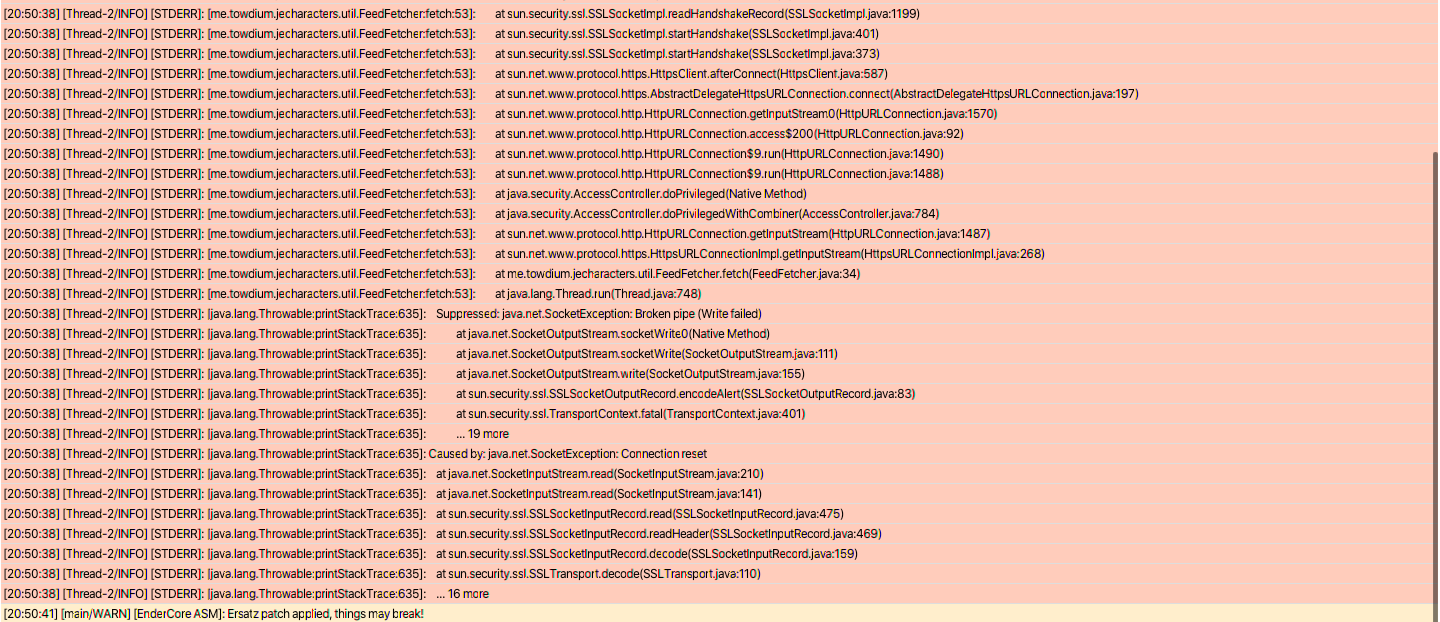 [20:50:38] [Thread-2/INFO] [STDERR]: [me.towdium.jecharacters.util.FeedFetcher:fetch:53]: at sun.security.ssl.SSLSocketImpl.readHandshakeRecord(SSLSocketImpl.java:1199)
[20:50:38] [Thread-2/INFO] [STDERR]: [me.towdium.jecharacters.util.FeedFetcher:fetch:53]: at sun.security.ssl.SSLSocketImpl.startHandshake(SSLSocketImpl.java:401)
[20:50:38] [Thread-2/INFO] [STDERR]: [me.towdium.jecharacters.util.FeedFetcher:fetch:53]: at sun.security.ssl.SSLSocketImpl.startHandshake(SSLSocketImpl.java:373)
[20:50:38] [Thread-2/INFO] [STDERR]: [me.towdium.jecharacters.util.FeedFetcher:fetch:53]: at sun.net.www.protocol.https.HttpsClient.afterConnect(HttpsClient.java:587)
[20:50:38] [Thread-2/INFO] [STDERR]: [me.towdium.jecharacters.util.FeedFetcher:fetch:53]: at sun.net.www.protocol.https.AbstractDelegateHttpsURLConnection.connect(AbstractDelegateHttpsURLConnection.java:197)
[20:50:38] [Thread-2/INFO] [STDERR]: [me.towdium.jecharacters.util.FeedFetcher:fetch:53]: at sun.net.www.protocol.http.HttpURLConnection.getInputStream0(HttpURLConnection.java:1570)
[20:50:38] [Thread-2/INFO] [STDERR]: [me.towdium.jecharacters.util.FeedFetcher:fetch:53]: at sun.net.www.protocol.http.HttpURLConnection.access$200(HttpURLConnection.java:92)
[20:50:38] [Thread-2/INFO] [STDERR]: [me.towdium.jecharacters.util.FeedFetcher:fetch:53]: at sun.net.www.protocol.http.HttpURLConnection$9.run(HttpURLConnection.java:1490)
[20:50:38] [Thread-2/INFO] [STDERR]: [me.towdium.jecharacters.util.FeedFetcher:fetch:53]: at sun.net.www.protocol.http.HttpURLConnection$9.run(HttpURLConnection.java:1488)
[20:50:38] [Thread-2/INFO] [STDERR]: [me.towdium.jecharacters.util.FeedFetcher:fetch:53]: at java.security.AccessController.doPrivileged(Native Method)
[20:50:38] [Thread-2/INFO] [STDERR]: [me.towdium.jecharacters.util.FeedFetcher:fetch:53]: at java.security.AccessController.doPrivilegedWithCombiner(AccessController.java:784)
[20:50:38] [Thread-2/INFO] [STDERR]: [me.towdium.jecharacters.util.FeedFetcher:fetch:53]: at sun.net.www.protocol.http.HttpURLConnection.getInputStream(HttpURLConnection.java:1487)
[20:50:38] [Thread-2/INFO] [STDERR]: [me.towdium.jecharacters.util.FeedFetcher:fetch:53]: at sun.net.www.protocol.https.HttpsURLConnectionImpl.getInputStream(HttpsURLConnectionImpl.java:268)
[20:50:38] [Thread-2/INFO] [STDERR]: [me.towdium.jecharacters.util.FeedFetcher:fetch:53]: at me.towdium.jecharacters.util.FeedFetcher.fetch(FeedFetcher.java:34)
[20:50:38] [Thread-2/INFO] [STDERR]: [me.towdium.jecharacters.util.FeedFetcher:fetch:53]: at java.lang.Thread.run(Thread.java:748)
[20:50:38] [Thread-2/INFO] [STDERR]: [java.lang.Throwable:printStackTrace:635]: Suppressed: java.net.SocketException: Broken pipe (Write failed)
[20:50:38] [Thread-2/INFO] [STDERR]: [java.lang.Throwable:printStackTrace:635]: at java.net.SocketOutputStream.socketWrite0(Native Method)
[20:50:38] [Thread-2/INFO] [STDERR]: [java.lang.Throwable:printStackTrace:635]: at java.net.SocketOutputStream.socketWrite(SocketOutputStream.java:111)
[20:50:38] [Thread-2/INFO] [STDERR]: [java.lang.Throwable:printStackTrace:635]: at java.net.SocketOutputStream.write(SocketOutputStream.java:155)
[20:50:38] [Thread-2/INFO] [STDERR]: [java.lang.Throwable:printStackTrace:635]: at sun.security.ssl.SSLSocketOutputRecord.encodeAlert(SSLSocketOutputRecord.java:83)
[20:50:38] [Thread-2/INFO] [STDERR]: [java.lang.Throwable:printStackTrace:635]: at sun.security.ssl.TransportContext.fatal(TransportContext.java:401)
[20:50:38] [Thread-2/INFO] [STDERR]: [java.lang.Throwable:printStackTrace:635]: ... 19 more
[20:50:38] [Thread-2/INFO] [STDERR]: [java.lang.Throwable:printStackTrace:635]: Caused by: java.net.SocketException: Connection reset
[20:50:38] [Thread-2/INFO] [STDERR]: [java.lang.Throwable:printStackTrace:635]: at java.net.SocketInputStream.read(SocketInputStream.java:210)
[20:50:38] [Thread-2/INFO] [STDERR]: [java.lang.Throwable:printStackTrace:635]: at java.net.SocketInputStream.read(SocketInputStream.java:141)
[20:50:38] [Thread-2/INFO] [STDERR]: [java.lang.Throwable:printStackTrace:635]: at sun.security.ssl.SSLSocketInputRecord.read(SSLSocketInputRecord.java:475)
[20:50:38] [Thread-2/INFO] [STDERR]: [java.lang.Throwable:printStackTrace:635]: at sun.security.ssl.SSLSocketInputRecord.readHeader(SSLSocketInputRecord.java:469)
[20:50:38] [Thread-2/INFO] [STDERR]: [java.lang.Throwable:printStackTrace:635]: at sun.security.ssl.SSLSocketInputRecord.decode(SSLSocketInputRecord.java:159)
[20:50:38] [Thread-2/INFO] [STDERR]: [java.lang.Throwable:printStackTrace:635]: at sun.security.ssl.SSLTransport.decode(SSLTransport.java:110)
[20:50:38] [Thread-2/INFO] [STDERR]: [java.lang.Throwable:printStackTrace:635]: ... 16 more
[20:50:41] [main/WARN] [EnderCore ASM]: Ersatz patch applied, things may break!